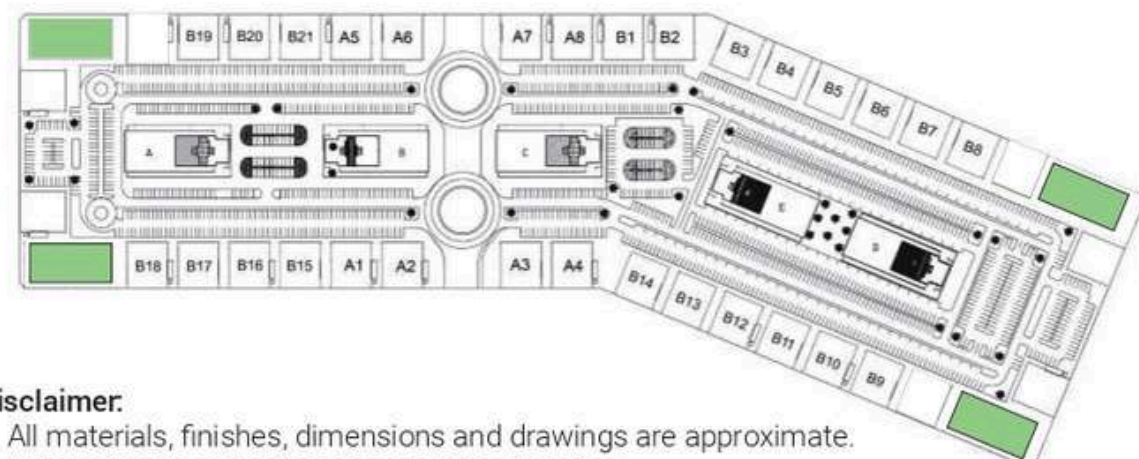 B19 B20 B21 A5 A6 A7 A8 B1 B2
B3 B4 B5 B6 B7 B8
A B C
E
B18 B17 B16 B15 A1 A2 A3 A4
B14 B13 B12 B11 B10 B9
isclaimer:
All materials, finishes, dimensions and drawings are approximate.